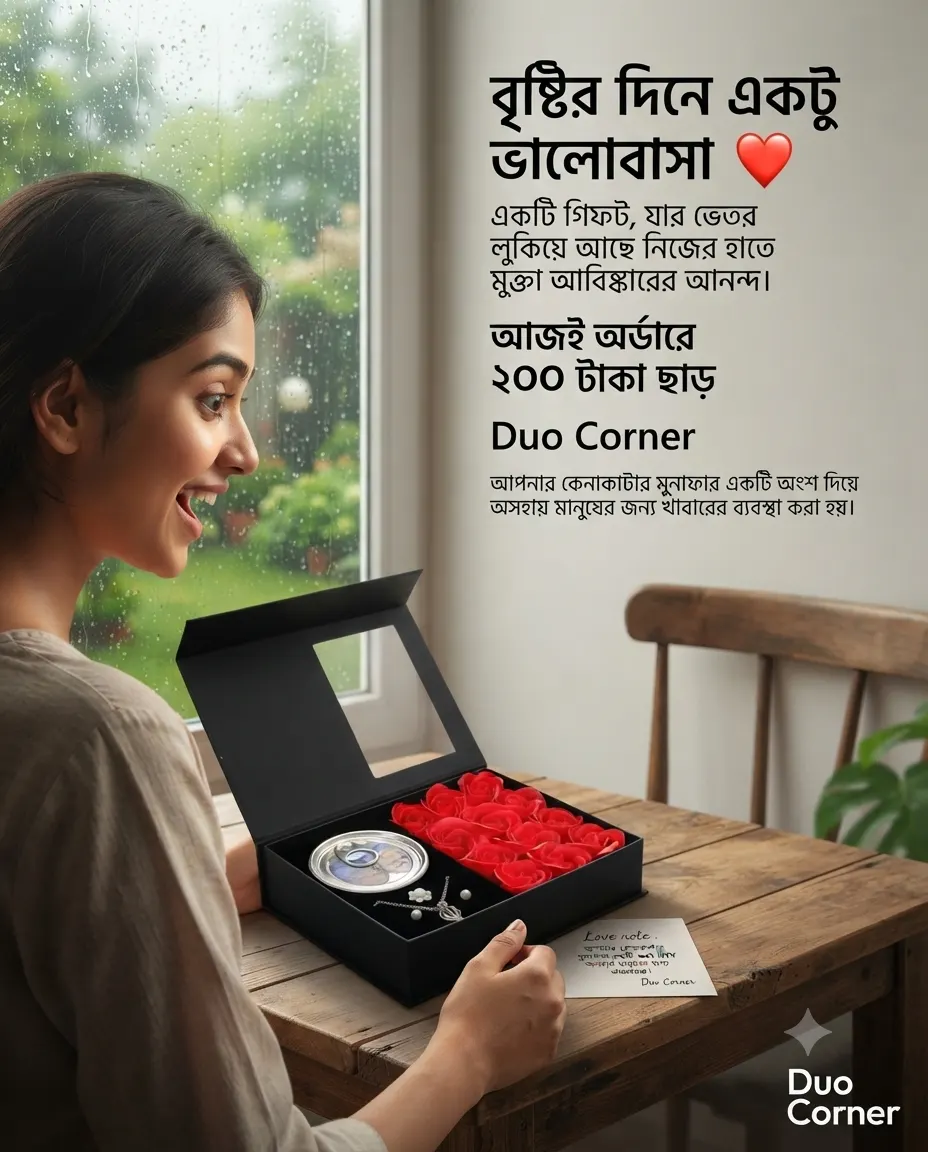 বৃষ্টির দিনে একটু
ভালোবাসা ❤️
একটি গিফট, যার ভেতর
লুকিয়ে আছে নিজের হাতে
মুক্তা আবিষ্কারের আনন্দ।
আজই অর্ডারে
২০০ টাকা ছাড়
Duo Corner
আপনার কেনাকাটার মুনাফার একটি অংশ দিয়ে
অসহায় মানুষের জন্য খাবারের ব্যবস্থা করা হয়।
Love note.
Duo Corner
Duo
Corner